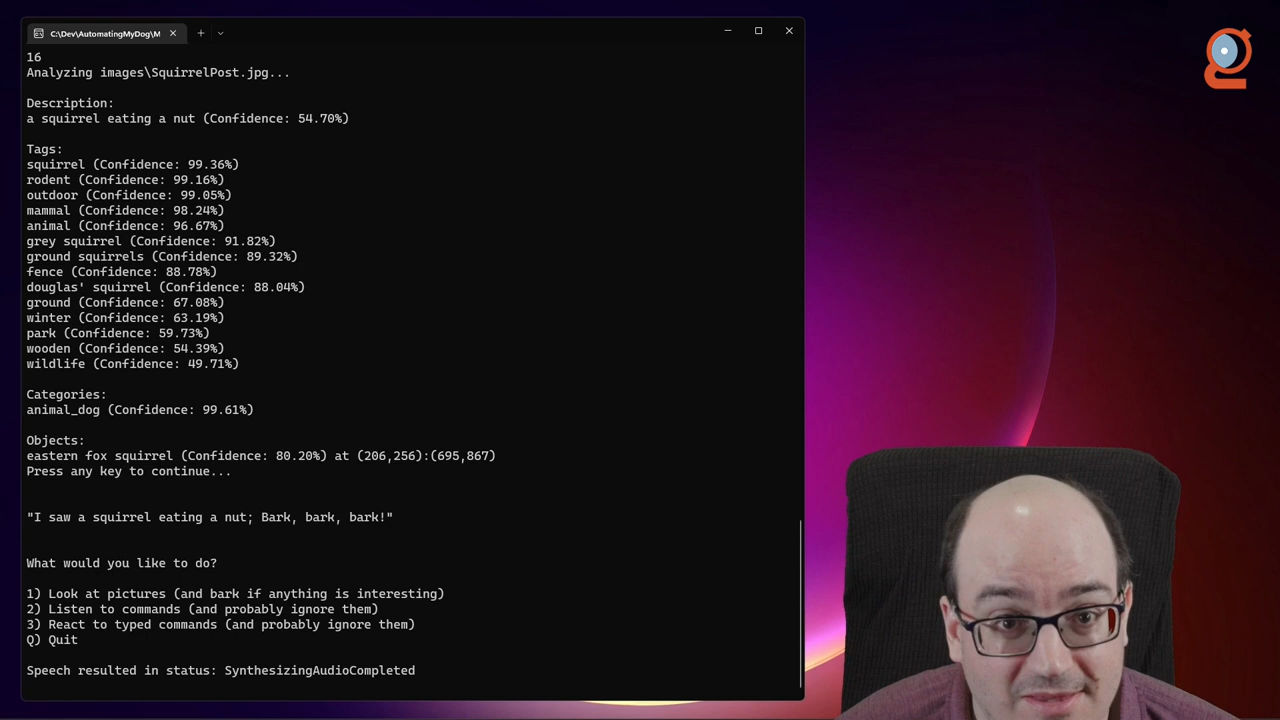 C:\Dev\AutomatingMyDog\M
16
Analyzing images\SquirrelPost.jpg...
Description:
a squirrel eating a nut (Confidence: 54.70%)
Tags:
squirrel (Confidence: 99.36%)
rodent (Confidence: 99.16%)
outdoor (Confidence: 99.05%)
mammal (Confidence: 98.24%)
animal (Confidence: 96.67%)
grey squirrel (Confidence: 91.82%)
ground squirrels (Confidence: 89.32%)
fence (Confidence: 88.78%)
douglas' squirrel (Confidence: 88.04%)
ground (Confidence: 67.08%)
winter (Confidence: 63.19%)
park (Confidence: 59.73%)
wooden (Confidence: 54.39%)
wildlife (Confidence: 49.71%)
Categories:
animal_dog (Confidence: 99.61%)
Objects:
eastern fox squirrel (Confidence: 80.20%) at (206,256):(695,867)
Press any key to continue...
"I saw a squirrel eating a nut; Bark, bark, bark!"
What would you like to do?
1) Look at pictures (and bark if anything is interesting)
2) Listen to commands (and probably ignore them)
3) React to typed commands (and probably ignore them)
Q) Quit
Speech resulted in status: SynthesizingAudioCompleted